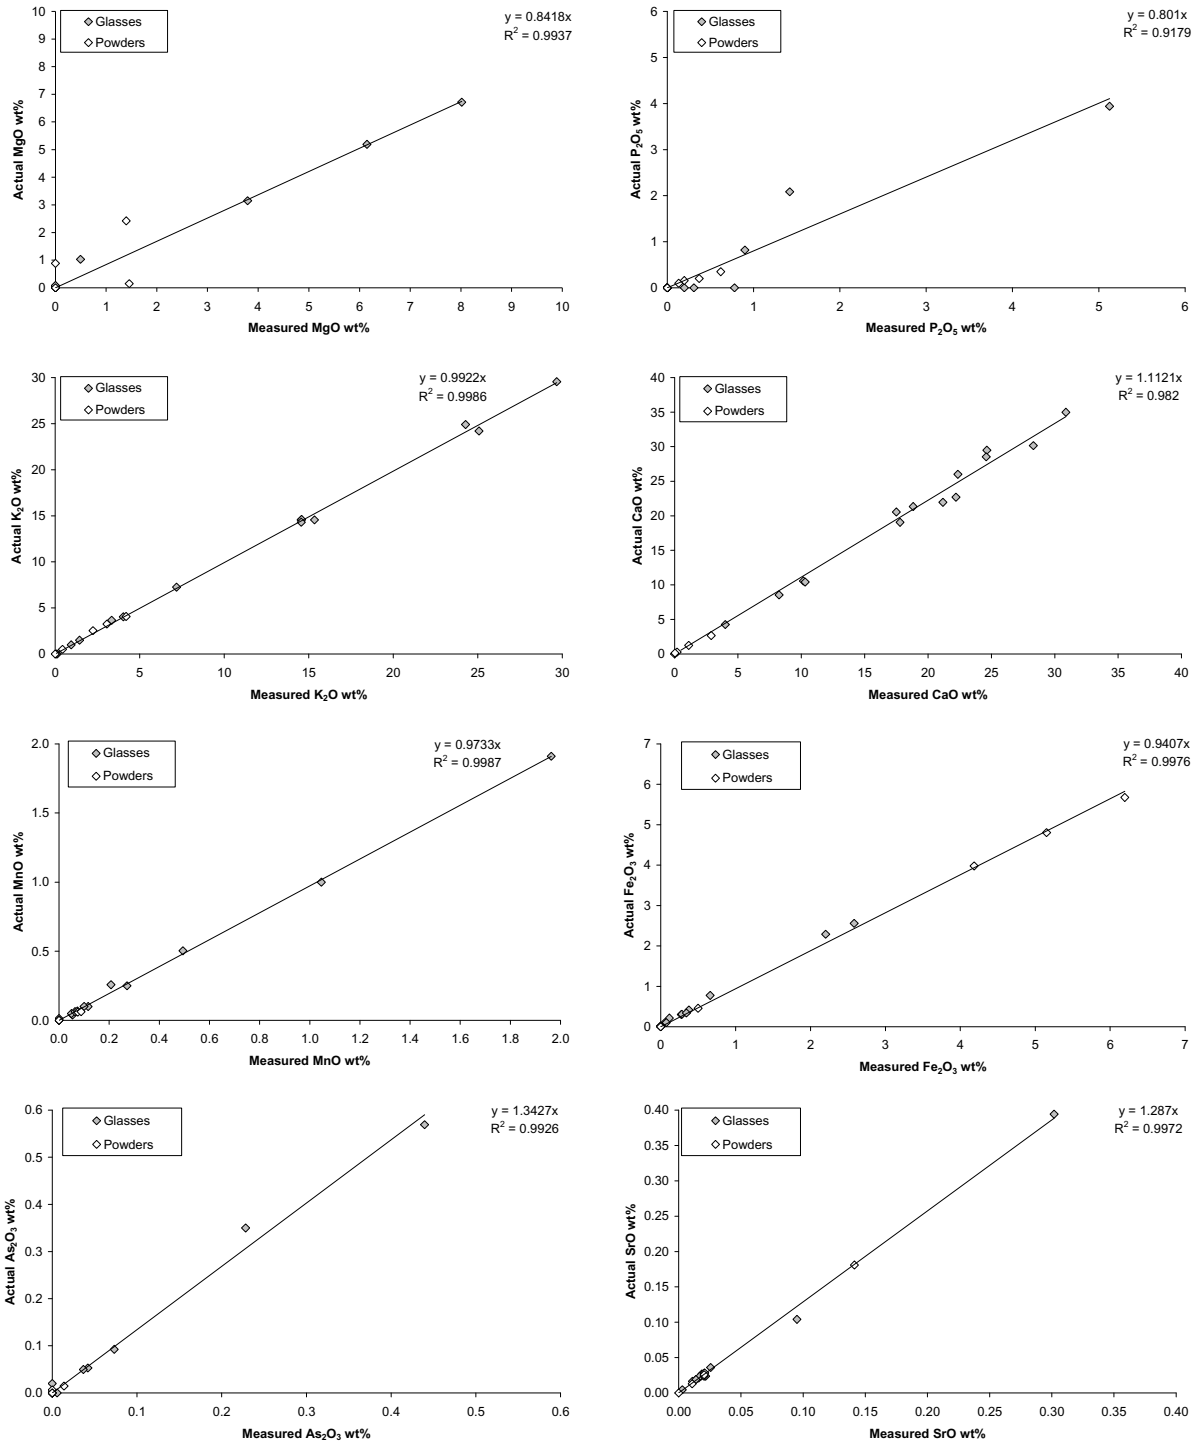 y = 0.8418x
R² = 0.9937
Glasses
Powders
10
9
8
7
6
5
4
3
2
1
0
Actual MgO wt%
0 1 2 3 4 5 6 7 8 9 10
Measured MgO wt%
y = 0.801x
R² = 0.9179
Glasses
Powders
6
5
4
3
2
1
0
Actual P₂O₅ wt%
0 1 2 3 4 5 6
Measured P₂O₅ wt%
y = 0.9922x
R² = 0.9986
Glasses
Powders
30
25
20
15
10
5
0
Actual K₂O wt%
0 5 10 15 20 25 30
Measured K₂O wt%
y = 1.1121x
R² = 0.982
Glasses
Powders
40
35
30
25
20
15
10
5
0
Actual CaO wt%
0 5 10 15 20 25 30 35 40
Measured CaO wt%
y = 0.9733x
R² = 0.9987
Glasses
Powders
2.0
1.5
1.0
0.5
0.0
Actual MnO wt%
0.0 0.2 0.4 0.6 0.8 1.0 1.2 1.4 1.6 1.8 2.0
Measured MnO wt%
y = 0.9407x
R² = 0.9976
Glasses
Powders
7
6
5
4
3
2
1
0
Actual Fe₂O₃ wt%
0 1 2 3 4 5 6 7
Measured Fe₂O₃ wt%
y = 1.3427x
R² = 0.9926
Glasses
Powders
0.6
0.5
0.4
0.3
0.2
0.1
0.0
Actual As₂O₃ wt%
0.0 0.1 0.2 0.3 0.4 0.5 0.6
Measured As₂O₃ wt%
y = 1.287x
R² = 0.9972
Glasses
Powders
0.40
0.35
0.30
0.25
0.20
0.15
0.10
0.05
0.00
Actual SrO wt%
0.00 0.05 0.10 0.15 0.20 0.25 0.30 0.35 0.40
Measured SrO wt%